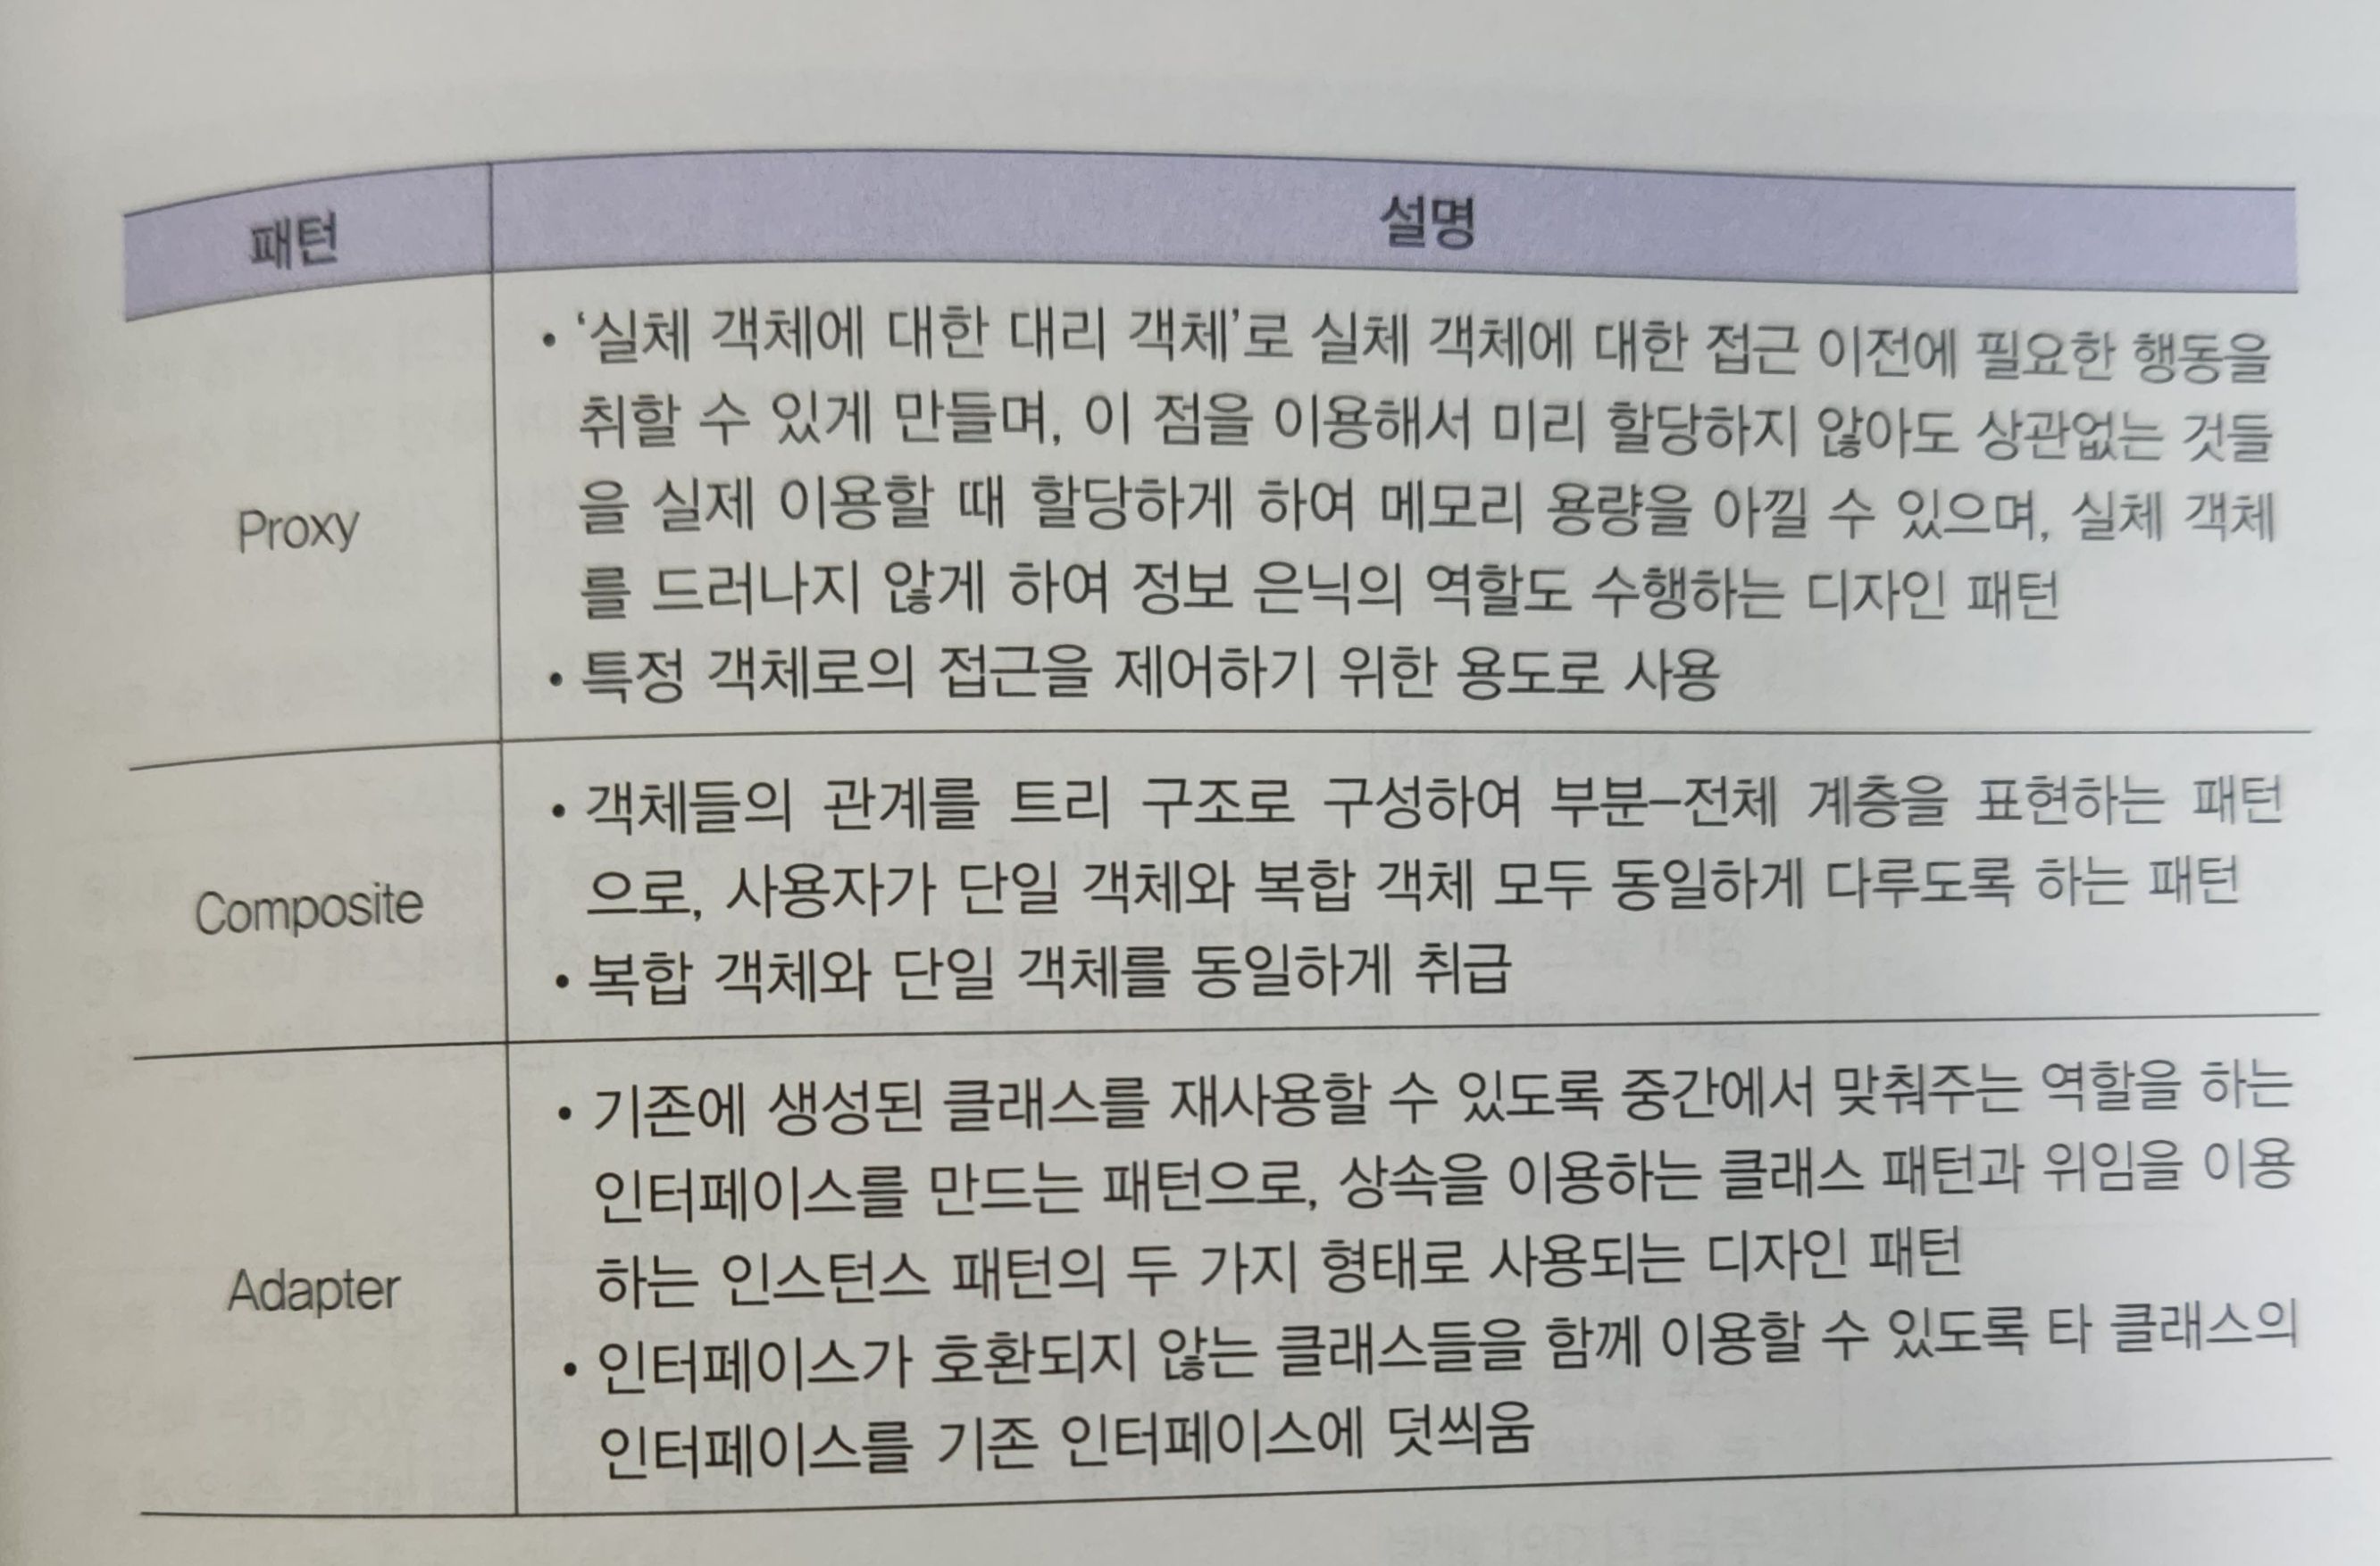 패턴
설명
Proxy
• ‘실체 객체에 대한 대리 객체’로 실체 객체에 대한 접근 이전에 필요한 행동을
취할 수 있게 만들며, 이 점을 이용해서 미리 할당하지 않아도 상관없는 것들
을 실제 이용할 때 할당하게 하여 메모리 용량을 아낄 수 있으며, 실체 객체
를 드러나지 않게 하여 정보 은닉의 역할도 수행하는 디자인 패턴
• 특정 객체로의 접근을 제어하기 위한 용도로 사용
Composite
• 객체들의 관계를 트리 구조로 구성하여 부분–전체 계층을 표현하는 패턴
으로, 사용자가 단일 객체와 복합 객체 모두 동일하게 다루도록 하는 패턴
• 복합 객체와 단일 객체를 동일하게 취급
Adapter
• 기존에 생성된 클래스를 재사용할 수 있도록 중간에서 맞춰주는 역할을 하는
인터페이스를 만드는 패턴으로, 상속을 이용하는 클래스 패턴과 위임을 이용
하는 인스턴스 패턴의 두 가지 형태로 사용되는 디자인 패턴
• 인터페이스가 호환되지 않는 클래스들을 함께 이용할 수 있도록 타 클래스의
인터페이스를 기존 인터페이스에 덧씌움